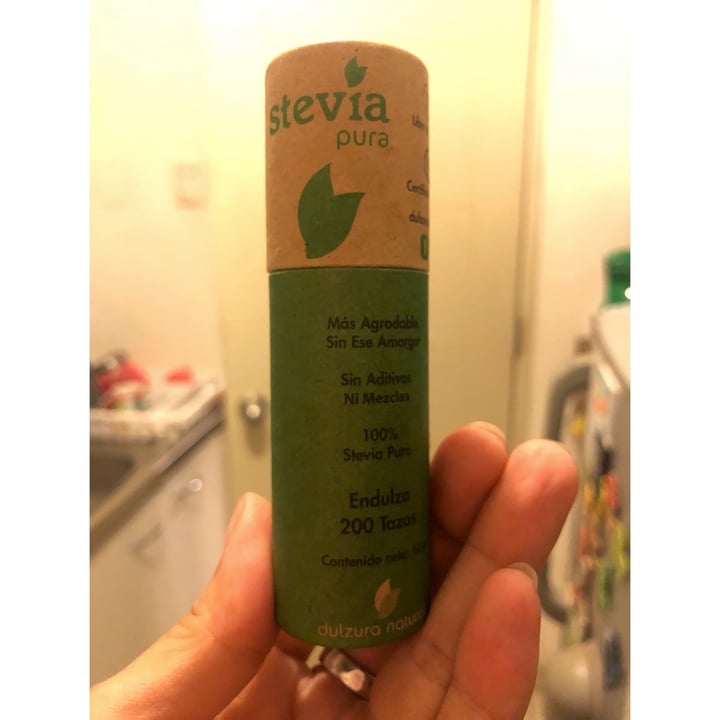 stevia
pura
Más Agradable,
Sin Ese Amargor
Sin Aditivos
Ni Mezclas
100%
Stevia Pura
Endulza
200 Tazas
Contenido neto:
dulzura natural